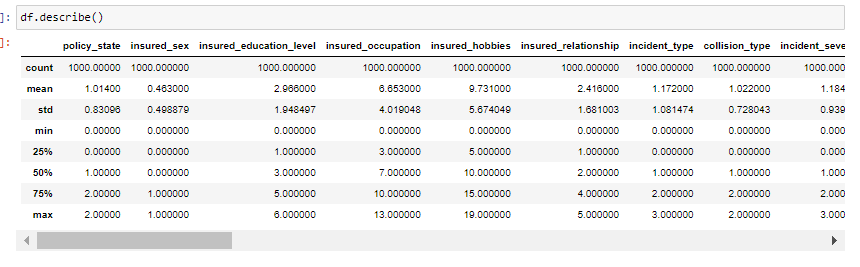 ]: df.describe()
]:
policy_state insured_sex insured_education_level insured_occupation insured_hobbies insured_relationship incident_type collision_type incident_seve
count 1000.00000 1000.000000 1000.000000 1000.000000 1000.000000 1000.000000 1000.000000 1000.000000 1000.000
mean 1.01400 0.463000 2.966000 6.653000 9.731000 2.416000 1.172000 1.022000 1.184
std 0.83096 0.498879 1.948497 4.019048 5.674049 1.681003 1.081474 0.728043 0.939
min 0.00000 0.000000 0.000000 0.000000 0.000000 0.000000 0.000000 0.000000 0.000
25% 0.00000 0.000000 1.000000 3.000000 5.000000 1.000000 0.000000 0.000000 0.000
50% 1.00000 0.000000 3.000000 7.000000 10.000000 2.000000 1.000000 1.000000 1.000
75% 2.00000 1.000000 5.000000 10.000000 15.000000 4.000000 2.000000 2.000000 2.000
max 2.00000 1.000000 6.000000 13.000000 19.000000 5.000000 3.000000 2.000000 3.000